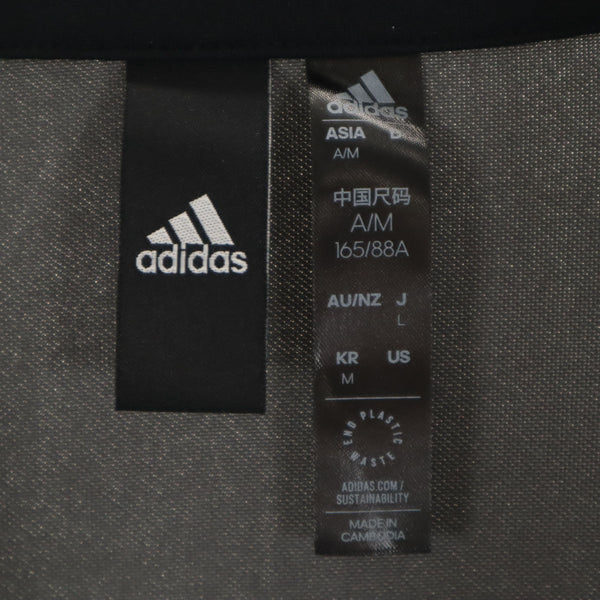 adidas
adidas
ASIA D
A/M
中国尺码
A/M
165/88A
AU/NZ J
L
KR US
M
END PLASTIC WASTE
ADIDAS.COM/
SUSTAINABILITY
MADE IN
CAMBODIA